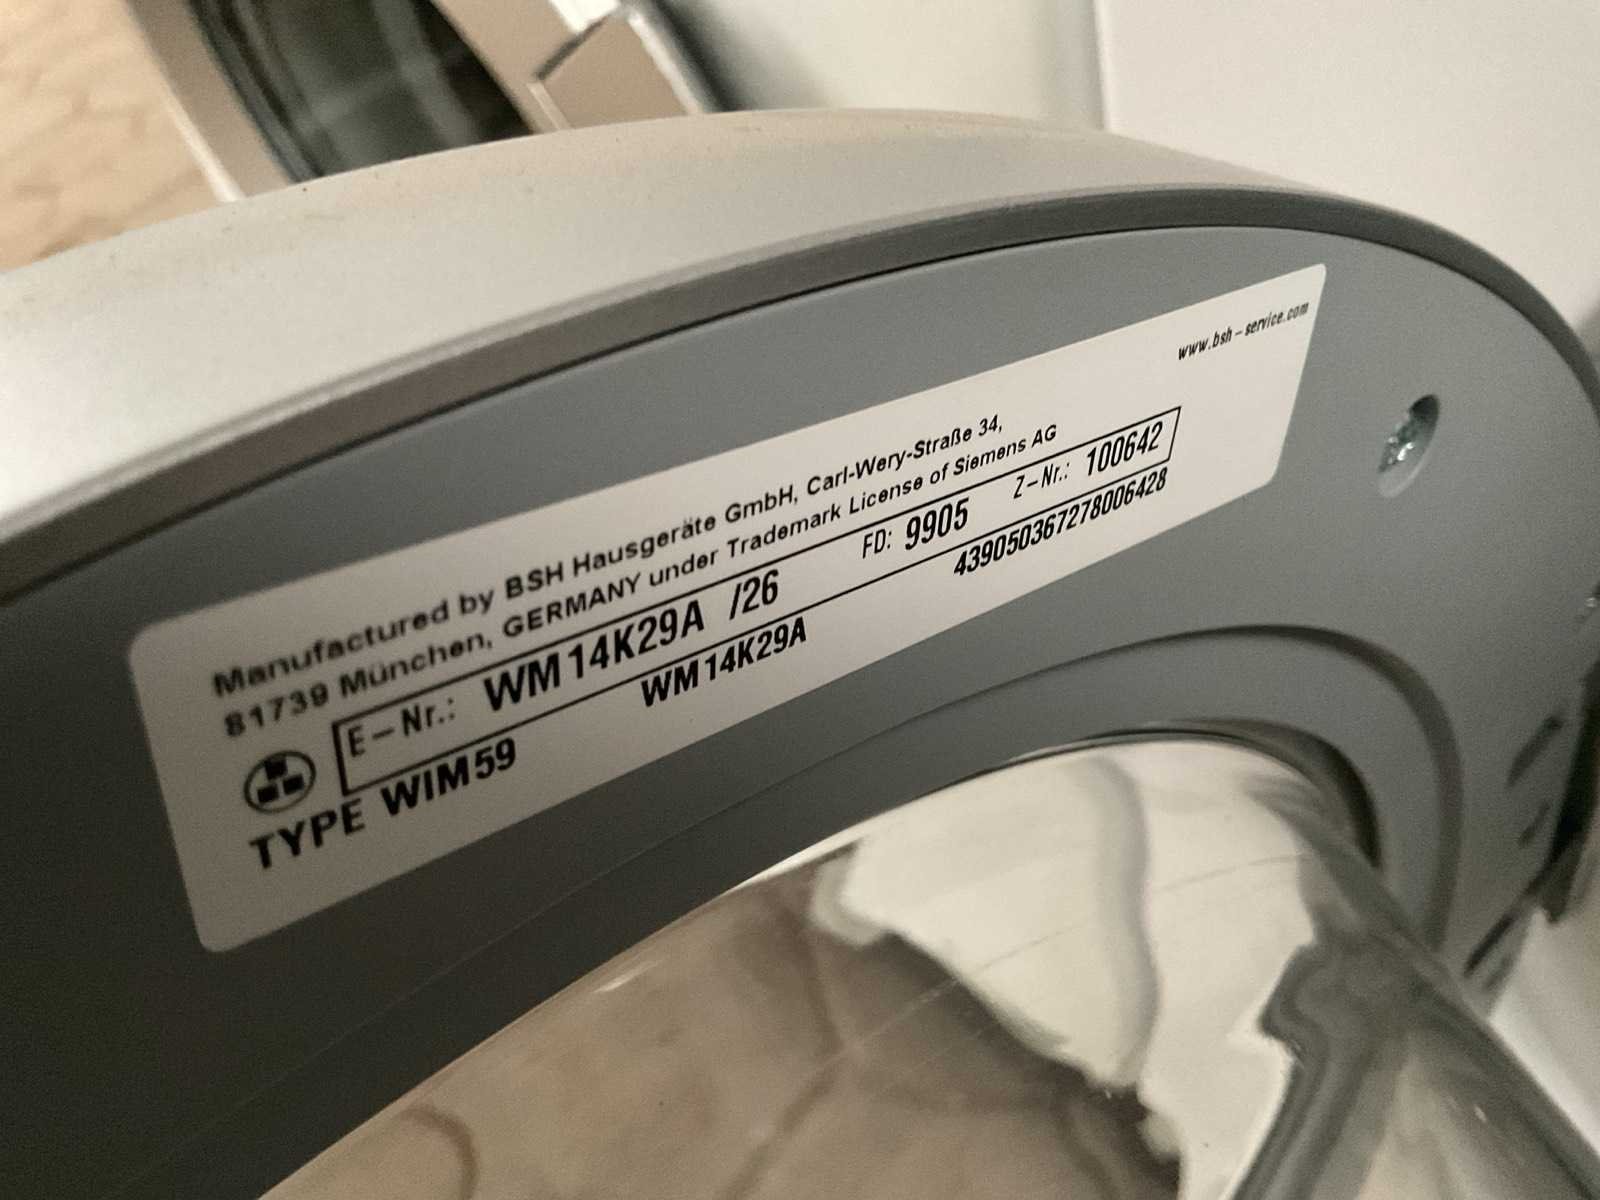 www.bsh-service.com
Manufactured by BSH Hausgeräte GmbH, Carl-Wery-Straße 34,
81739 München, GERMANY under Trademark License of Siemens AG
E-Nr.: WM14K29A /26 FD: 9905 Z-Nr.: 100642
TYPE WIM59 WM14K29A 439050367278006428